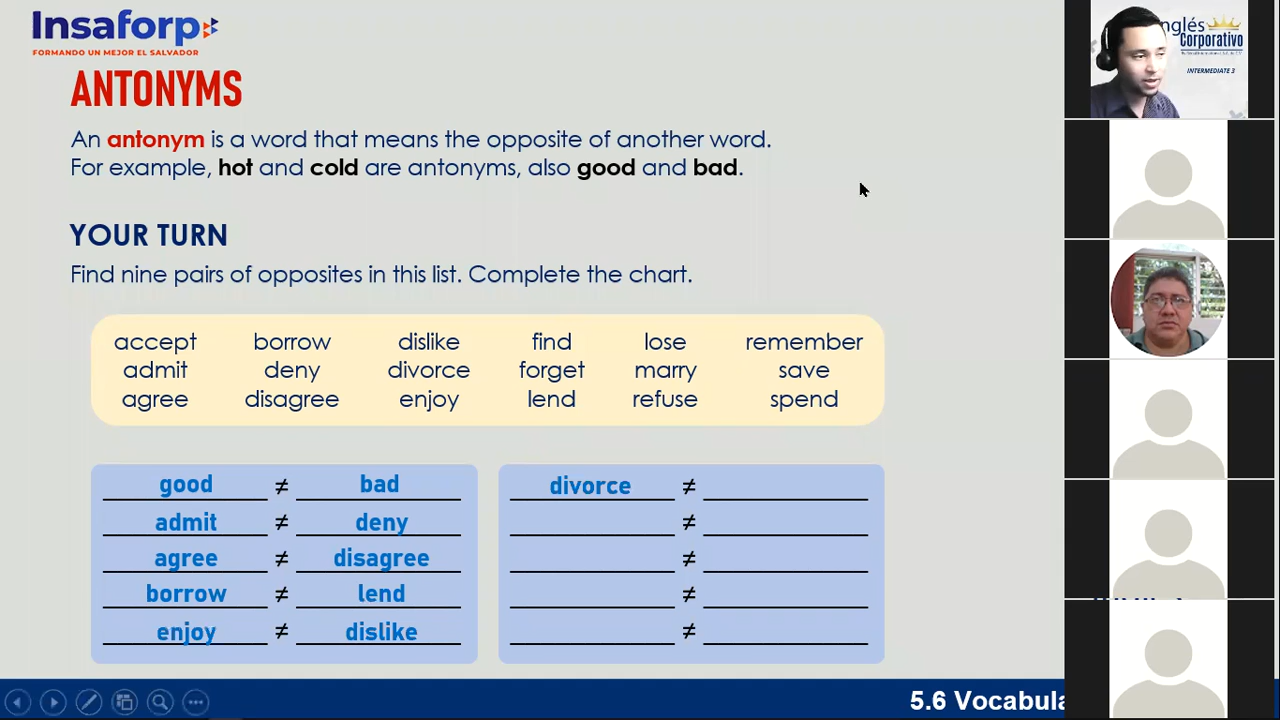 Insaforp
FORMANDO UN MEJOR EL SALVADOR
ANTONYMS
An antonym is a word that means the opposite of another word.
For example, hot and cold are antonyms, also good and bad.
YOUR TURN
Find nine pairs of opposites in this list. Complete the chart.
accept borrow dislike find lose remember
admit deny divorce forget marry save
agree disagree enjoy lend refuse spend
good ≠ bad
admit ≠ deny
agree ≠ disagree
borrow ≠ lend
enjoy ≠ dislike
divorce ≠
≠
≠
≠
≠
5.6 Vocabula
nglés
Corporativo
INTERMEDIATE 3